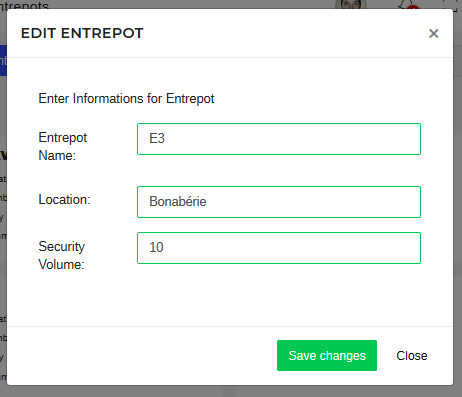 ntrepots
EDIT ENTREPOT
×
Enter Informations for Entrepot
Entrepot
Name:
E3
Location:
Bonabérie
Security
Volume:
10
Save changes
Close